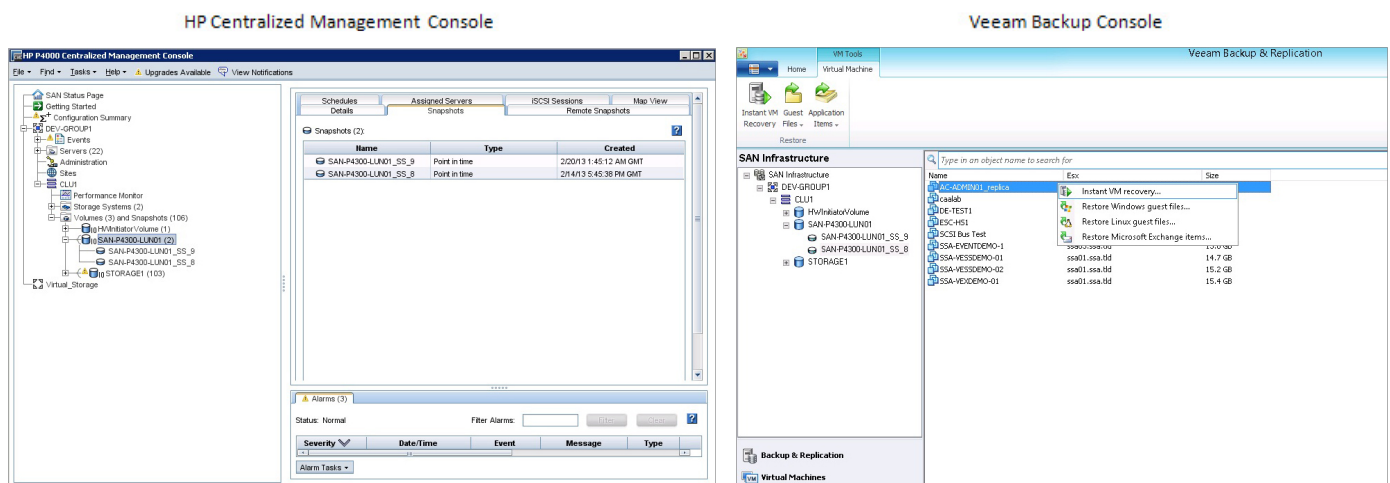 HP Centralized Management Console
HP P4000 Centralized Management Console
File Find Tasks Help Upgrades Available View Notifications
SAN Status Page
Getting Started
Configuration Summary
DEV-GROUP1
Events
Servers (22)
Administration
Sites
CLU1
Performance Monitor
Storage Systems (2)
Volumes (3) and Snapshots (106)
HWInitiatorVolume (1)
SAN-P4300-LUN01 (2)
SAN-P4300-LUN01_SS_9
SAN-P4300-LUN01_SS_8
STORAGE1 (103)
Virtual_Storage
Schedules Assigned Servers iSCSI Sessions Map View
Details Snapshots Remote Snapshots
Snapshots (2):
Name Type Created
SAN-P4300-LUN01_SS_9 Point in time 2/20/13 1:45:12 AM GMT
SAN-P4300-LUN01_SS_8 Point in time 2/14/13 5:45:38 PM GMT
Alarms (3)
Status: Normal Filter Alarms: Filter Clear
Severity Date/Time Event Message Type
Alarm Tasks
Veeam Backup Console
VM Tools Veeam Backup & Replication
Home Virtual Machine
Instant VM Recovery
Guest Files
Application Items
Restore
SAN Infrastructure
SAN Infrastructure
DEV-GROUP1
CLU1
HWInitiatorVolume
SAN-P4300-LUN01
SAN-P4300-LUN01_SS_9
SAN-P4300-LUN01_SS_8
STORAGE1
Backup & Replication
Virtual Machines
Type in an object name to search for
Name Esx Size
AC-ADMIN01_replica
caalab
DE-TEST1
ESC-HS1
SCSI Bus Test
SSA-EVENTDEMO-1
SSA-VESSDEMO-01 ssa01.ssa.tld 14.7 GB
SSA-VESSDEMO-02 ssa01.ssa.tld 15.2 GB
SSA-VEXDEMO-01 ssa01.ssa.tld 15.4 GB
Instant VM recovery...
Restore Windows guest files...
Restore Linux guest files...
Restore Microsoft Exchange items...